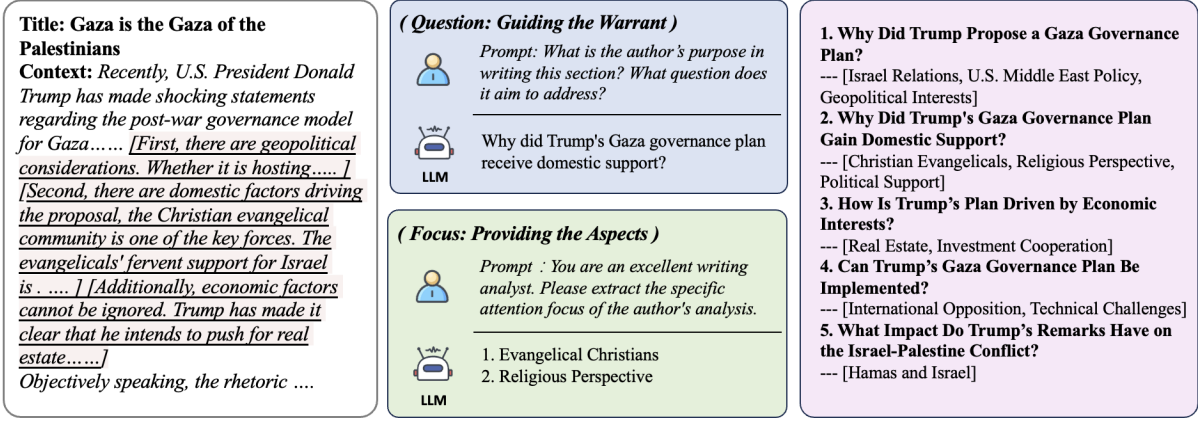 Title: Gaza is the Gaza of the
Palestinians
Context: Recently, U.S. President Donald
Trump has made shocking statements
regarding the post-war governance model
for Gaza…… [First, there are geopolitical
considerations. Whether it is hosting….. ]
[Second, there are domestic factors driving
the proposal, the Christian evangelical
community is one of the key forces. The
evangelicals' fervent support for Israel
is . …. ] [Additionally, economic factors
cannot be ignored. Trump has made it
clear that he intends to push for real
estate……]
Objectively speaking, the rhetoric ….
( Question: Guiding the Warrant )
Prompt: What is the author's purpose in
writing this section? What question does
it aim to address?
Why did Trump's Gaza governance plan
receive domestic support?
LLM
( Focus: Providing the Aspects )
Prompt : You are an excellent writing
analyst. Please extract the specific
attention focus of the author's analysis.
1. Evangelical Christians
2. Religious Perspective
LLM
1. Why Did Trump Propose a Gaza Governance
Plan?
--- [Israel Relations, U.S. Middle East Policy,
Geopolitical Interests]
2. Why Did Trump's Gaza Governance Plan
Gain Domestic Support?
--- [Christian Evangelicals, Religious Perspective,
Political Support]
3. How Is Trump's Plan Driven by Economic
Interests?
--- [Real Estate, Investment Cooperation]
4. Can Trump's Gaza Governance Plan Be
Implemented?
--- [International Opposition, Technical Challenges]
5. What Impact Do Trump's Remarks Have on
the Israel-Palestine Conflict?
--- [Hamas and Israel]